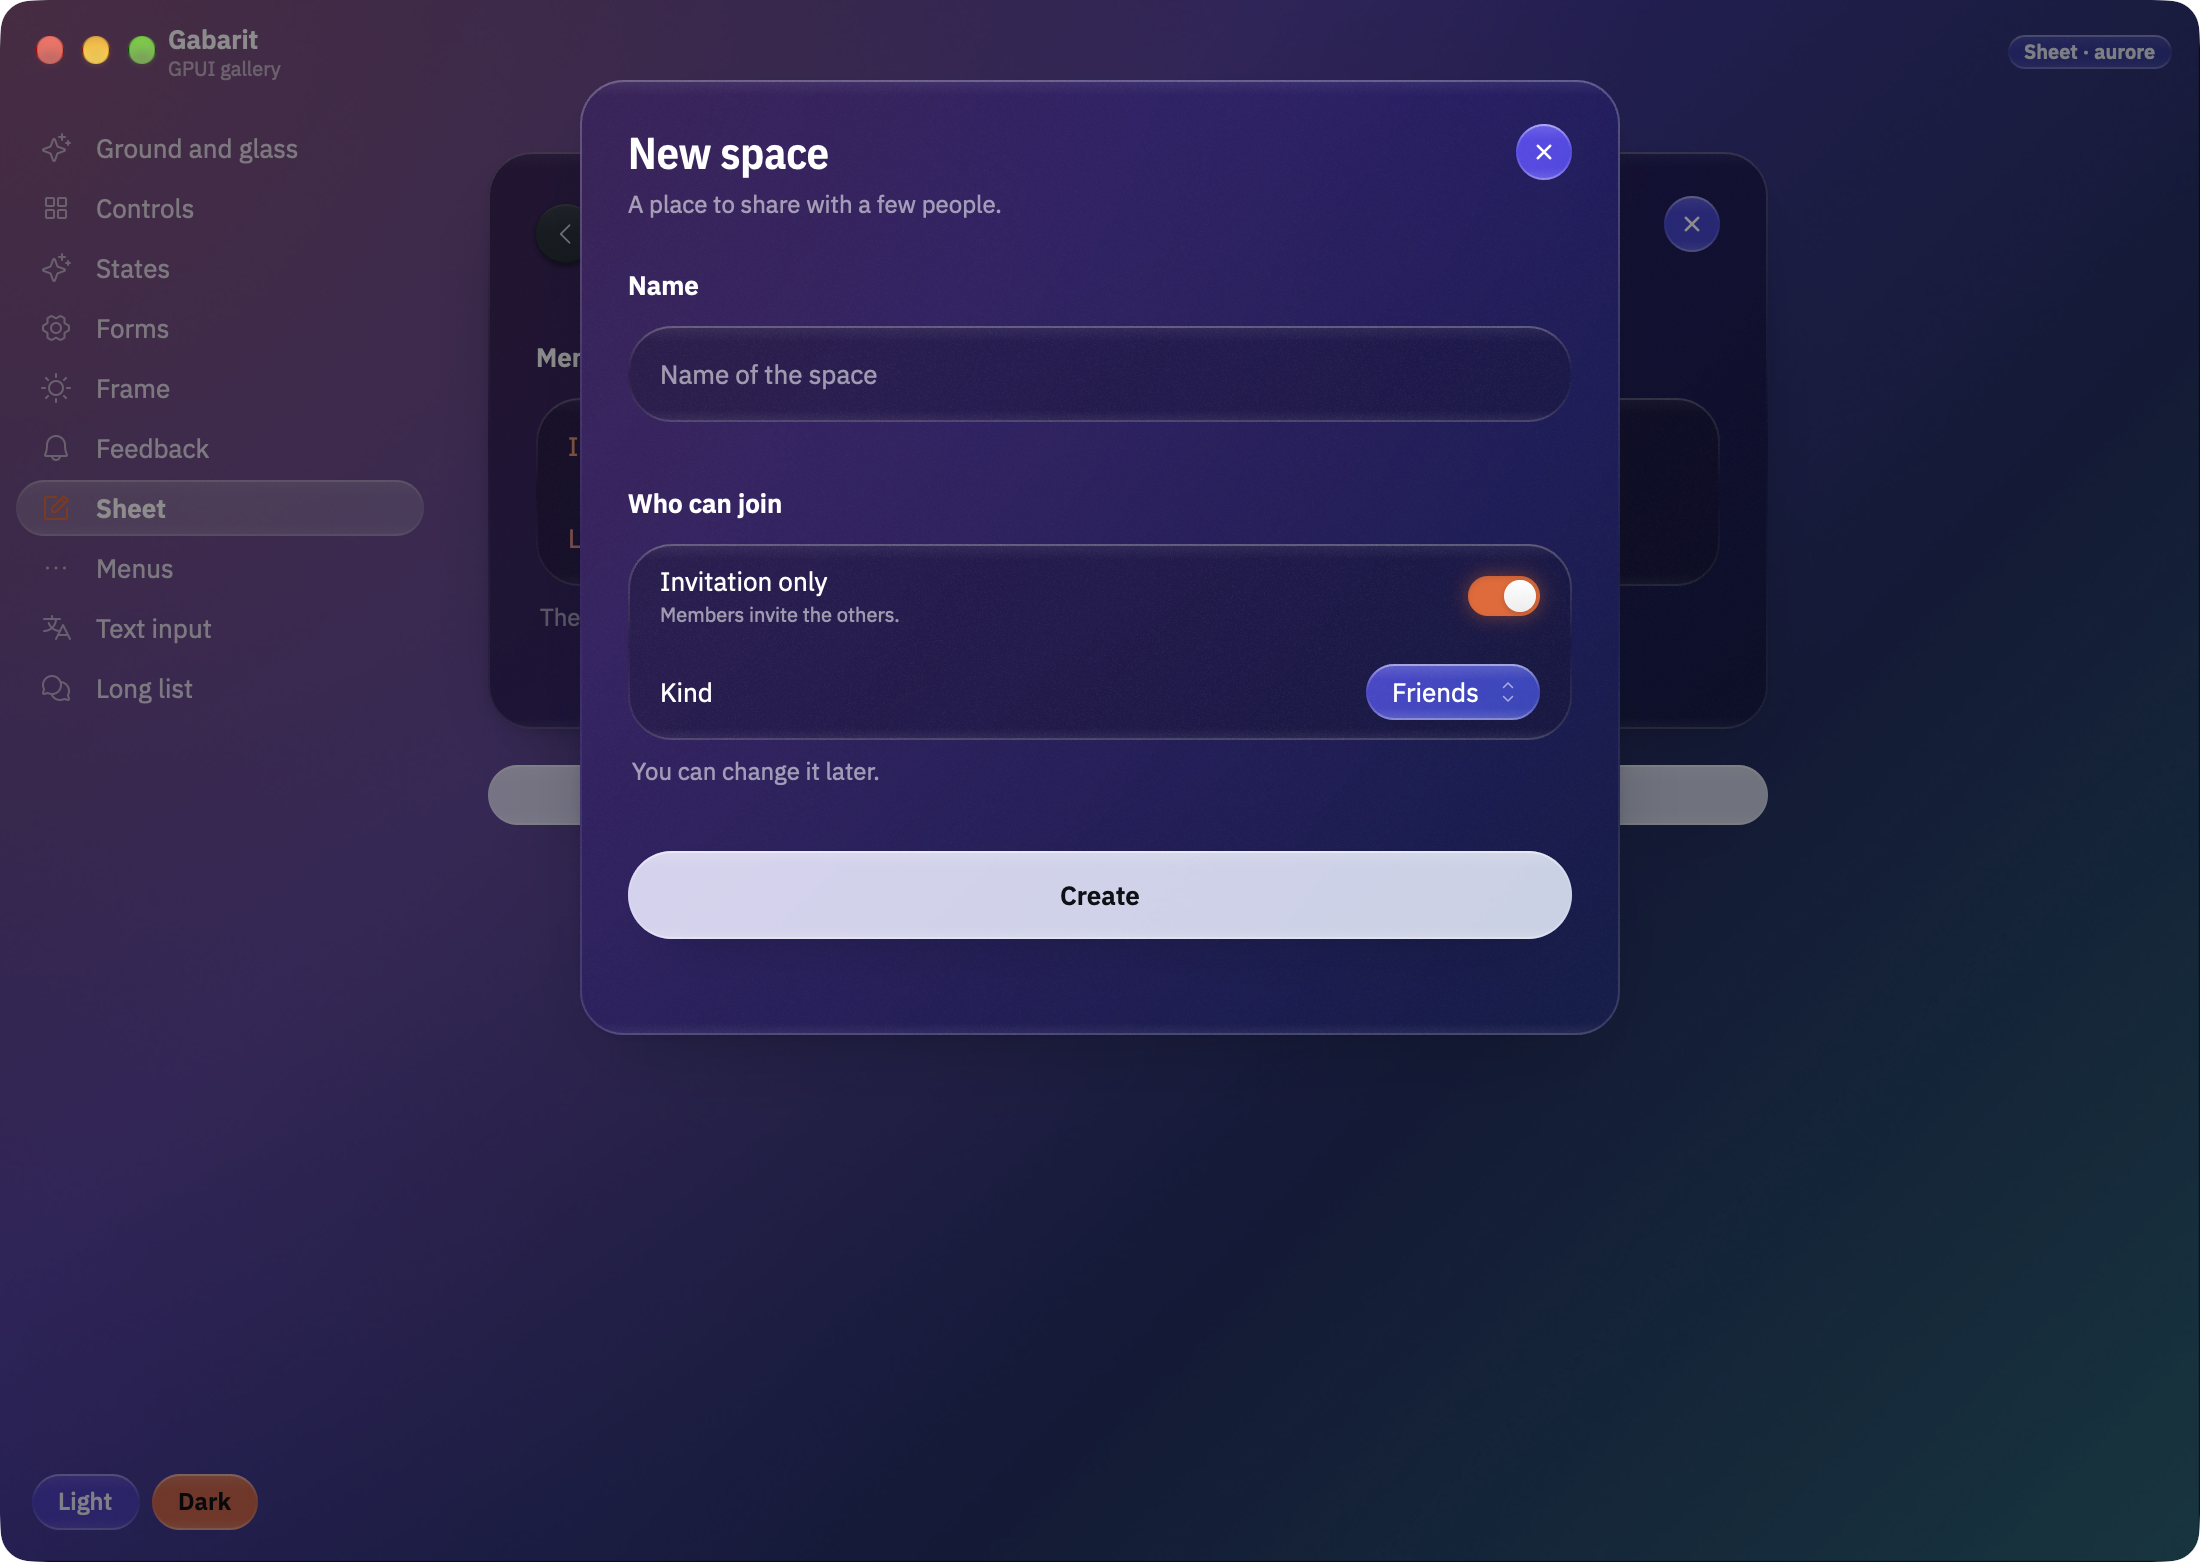 Gabarit
GPUI gallery
Sheet · aurore
Ground and glass
Controls
States
Forms
Frame
Feedback
Sheet
Menus
Text input
Long list
Light
Dark
New space
A place to share with a few people.
Name
Name of the space
Who can join
Invitation only
Members invite the others.
Kind
Friends
You can change it later.
Create